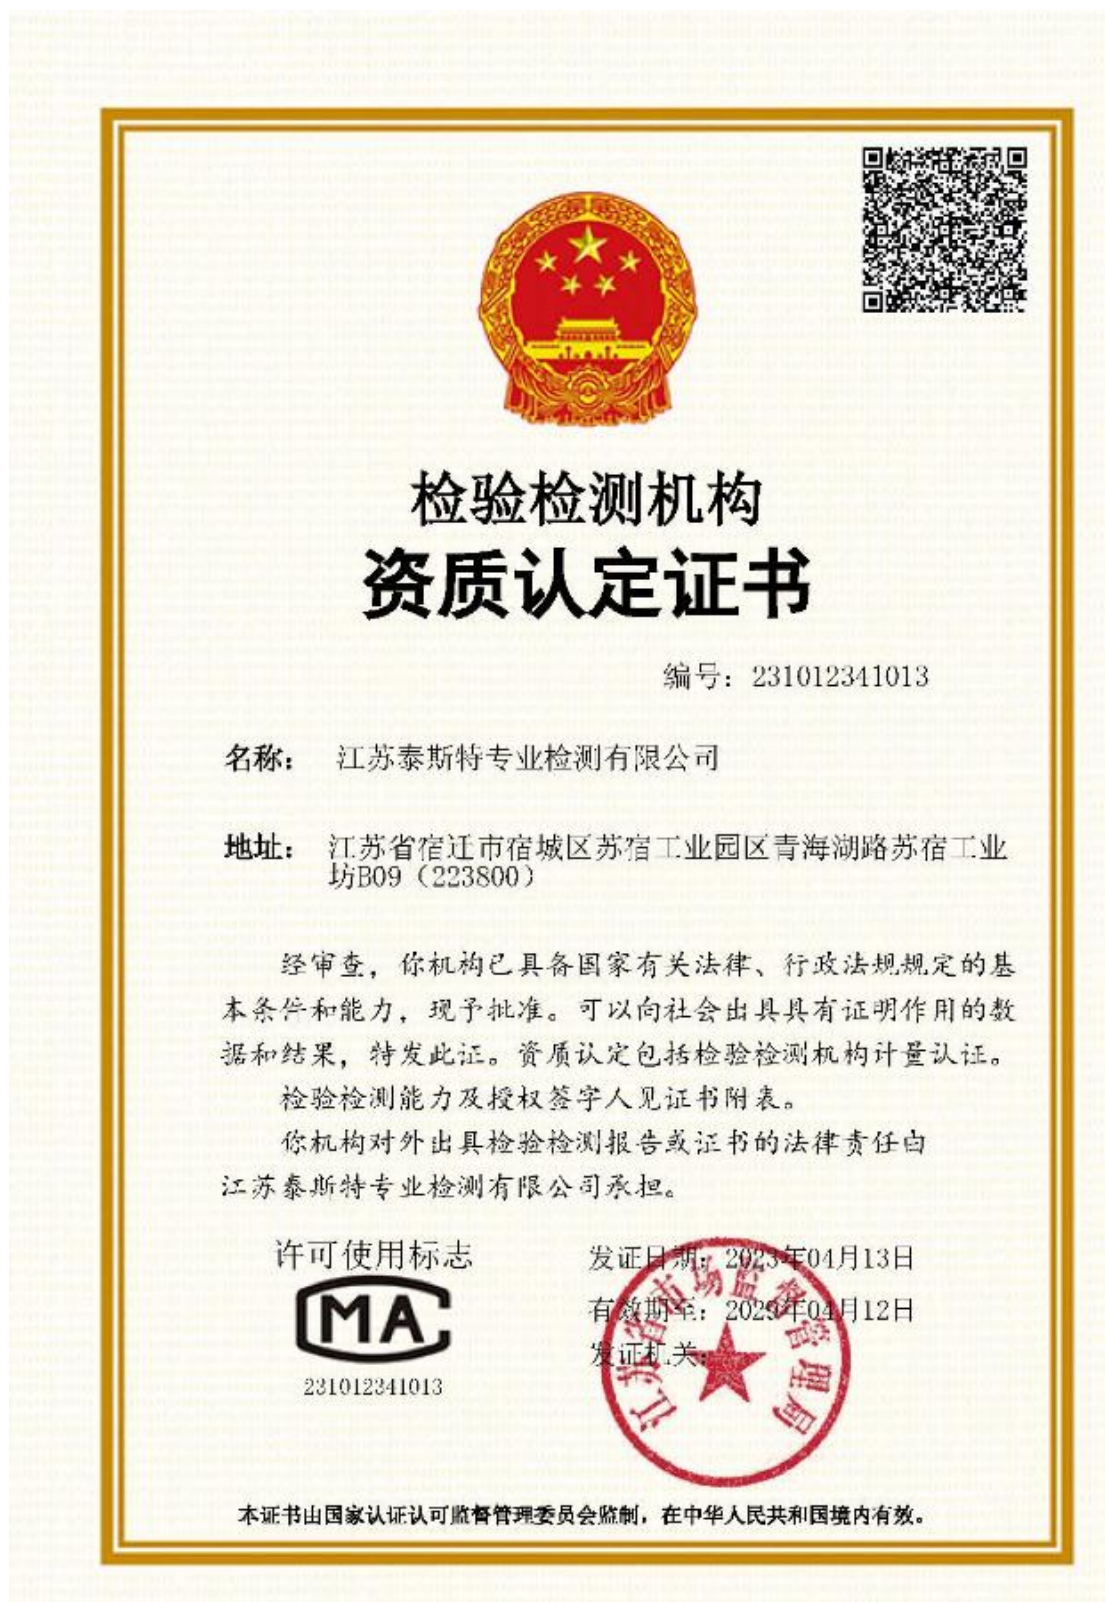 检验检测机构
资质认定证书
编号：231012341013
名称： 江苏泰斯特专业检测有限公司
地址： 江苏省宿迁市宿城区苏宿工业园区青海湖路苏宿工业
坊B09（223800）
经审查，你机构已具备国家有关法律、行政法规规定的基
本条件和能力，现予批准。可以向社会出具具有证明作用的数
据和结果，特发此证。资质认定包括检验检测机构计量认证。
检验检测能力及授权签字人见证书附表。
你机构对外出具检验检测报告或证书的法律责任由
江苏泰斯特专业检测有限公司承担。
许可使用标志
MA
231012341013
发证日期：2023年04月13日
有效期至：2029年04月12日
发证机关：
江苏省市场监督管理局
本证书由国家认证认可监督管理委员会监制，在中华人民共和国境内有效。